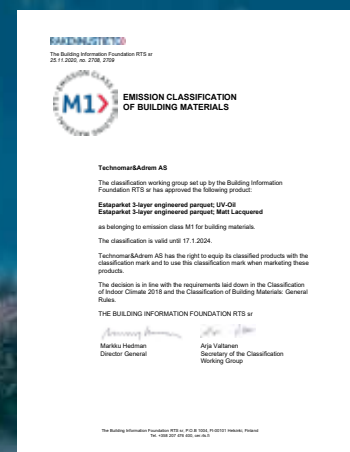 RAKENNUSTIETO
The Building Information Foundation RTS sr
25.11.2020, no. 2708, 2709
M1
EMISSION CLASSIFICATION
OF BUILDING MATERIALS
Technomar&Adrem AS
The classification working group set up by the Building Information
Foundation RTS sr has approved the following product:
Estaparket 3-layer engineered parquet; UV-Oil
Estaparket 3-layer engineered parquet; Matt Lacquered
as belonging to emission class M1 for building materials.
The classification is valid until 17.1.2024.
Technomar&Adrem AS has the right to equip its classified products with the
classification mark and to use this classification mark when marketing these
products.
The decision is in line with the requirements laid down in the Classification
of Indoor Climate 2018 and the Classification of Building Materials: General
Rules.
THE BUILDING INFORMATION FOUNDATION RTS sr
Markku Hedman Arja Valtanen
Director General Secretary of the Classification
Working Group
The Building Information Foundation RTS sr, P.O.B 1004, FI-00101 Helsinki, Finland